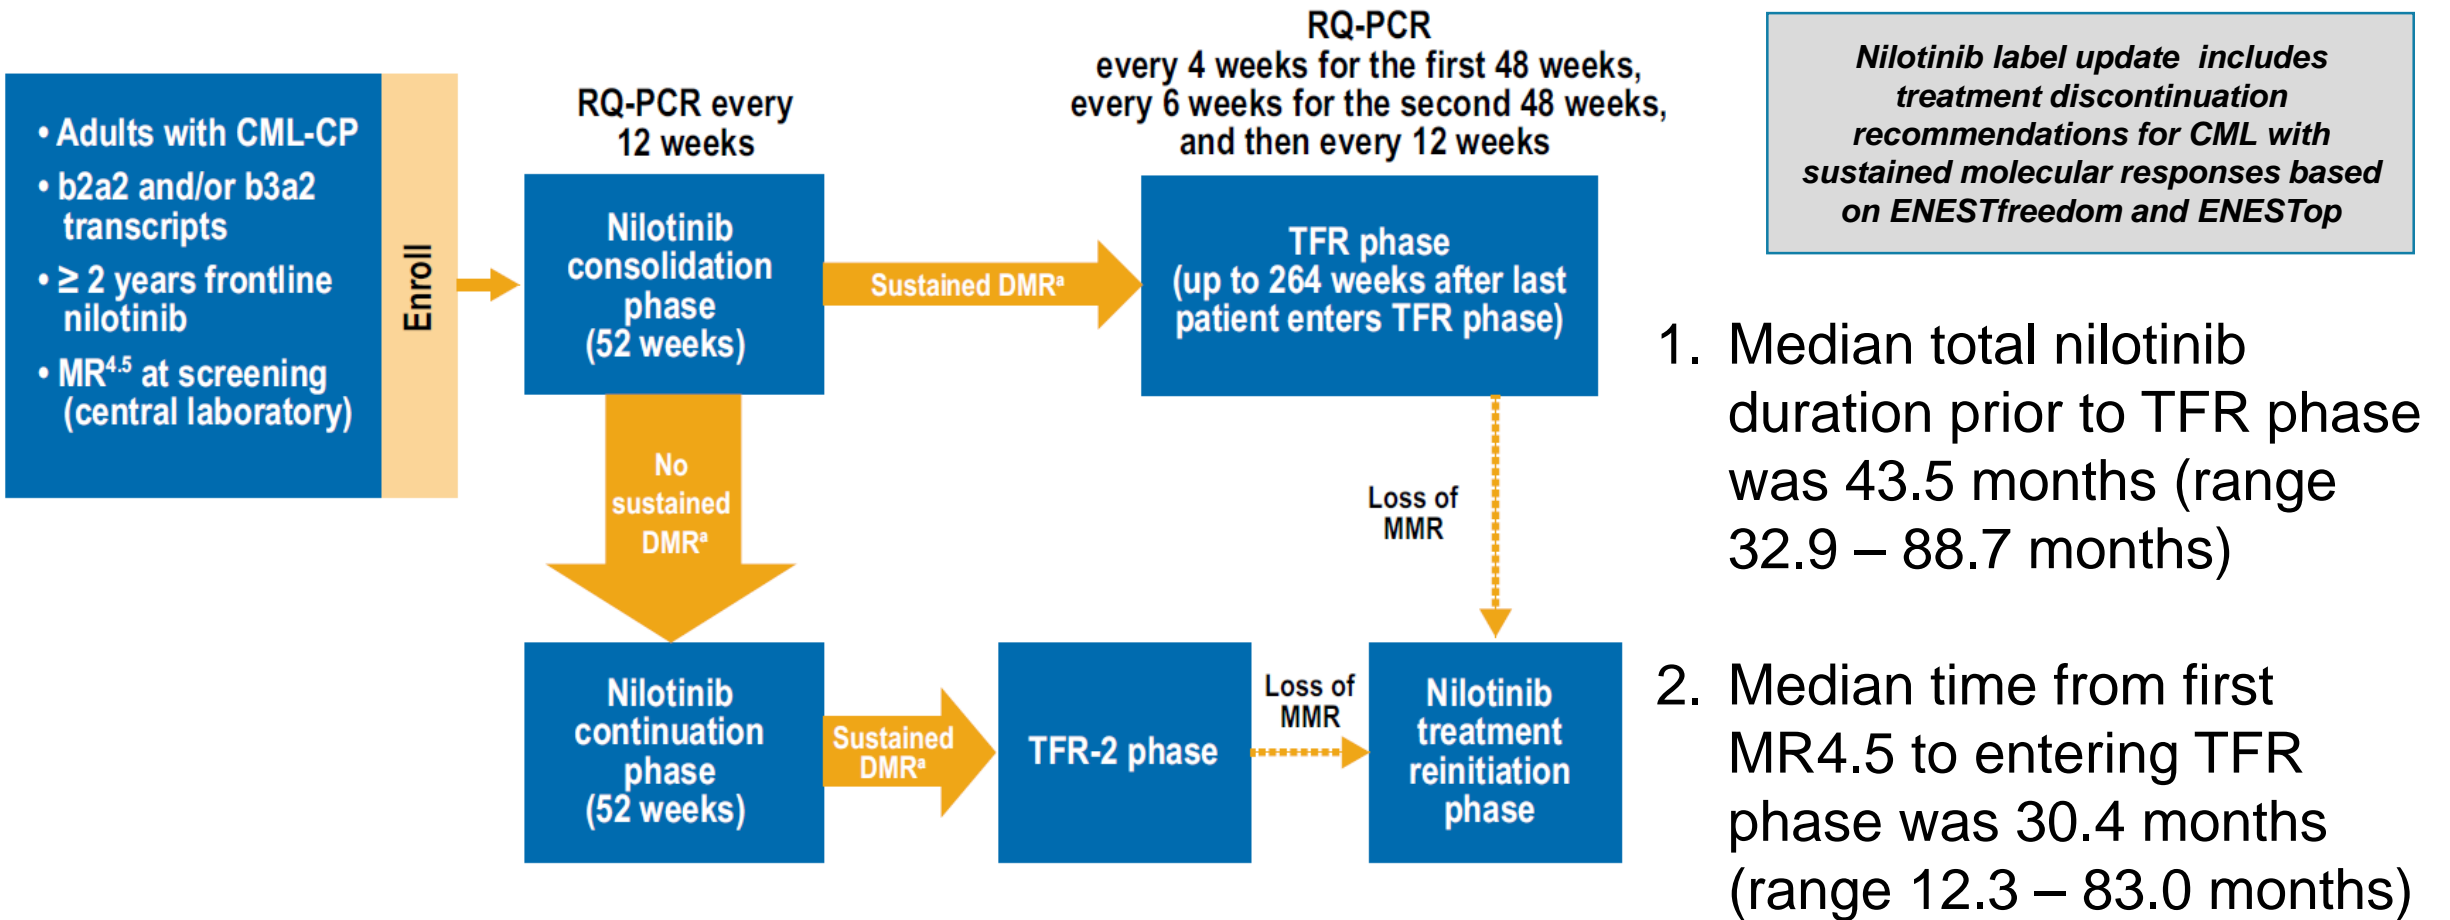 • Adults with CML-CP
• b2a2 and/or b3a2
transcripts
• ≥ 2 years frontline
nilotinib
• MR4.5 at screening
(central laboratory)
Enroll
RQ-PCR every
12 weeks
Nilotinib
consolidation
phase
(52 weeks)
Sustained DMRª
RQ-PCR
every 4 weeks for the first 48 weeks,
every 6 weeks for the second 48 weeks,
and then every 12 weeks
TFR phase
(up to 264 weeks after last
patient enters TFR phase)
No
sustained
DMRª
Loss of
MMR
Nilotinib
continuation
phase
(52 weeks)
Sustained
DMRª
TFR-2 phase
Loss of
MMR
Nilotinib
treatment
reinitiation
phase
Nilotinib label update includes
treatment discontinuation
recommendations for CML with
sustained molecular responses based
on ENESTfreedom and ENESTop
1. Median total nilotinib
duration prior to TFR phase
was 43.5 months (range
32.9 – 88.7 months)
2. Median time from first
MR4.5 to entering TFR
phase was 30.4 months
(range 12.3 – 83.0 months)